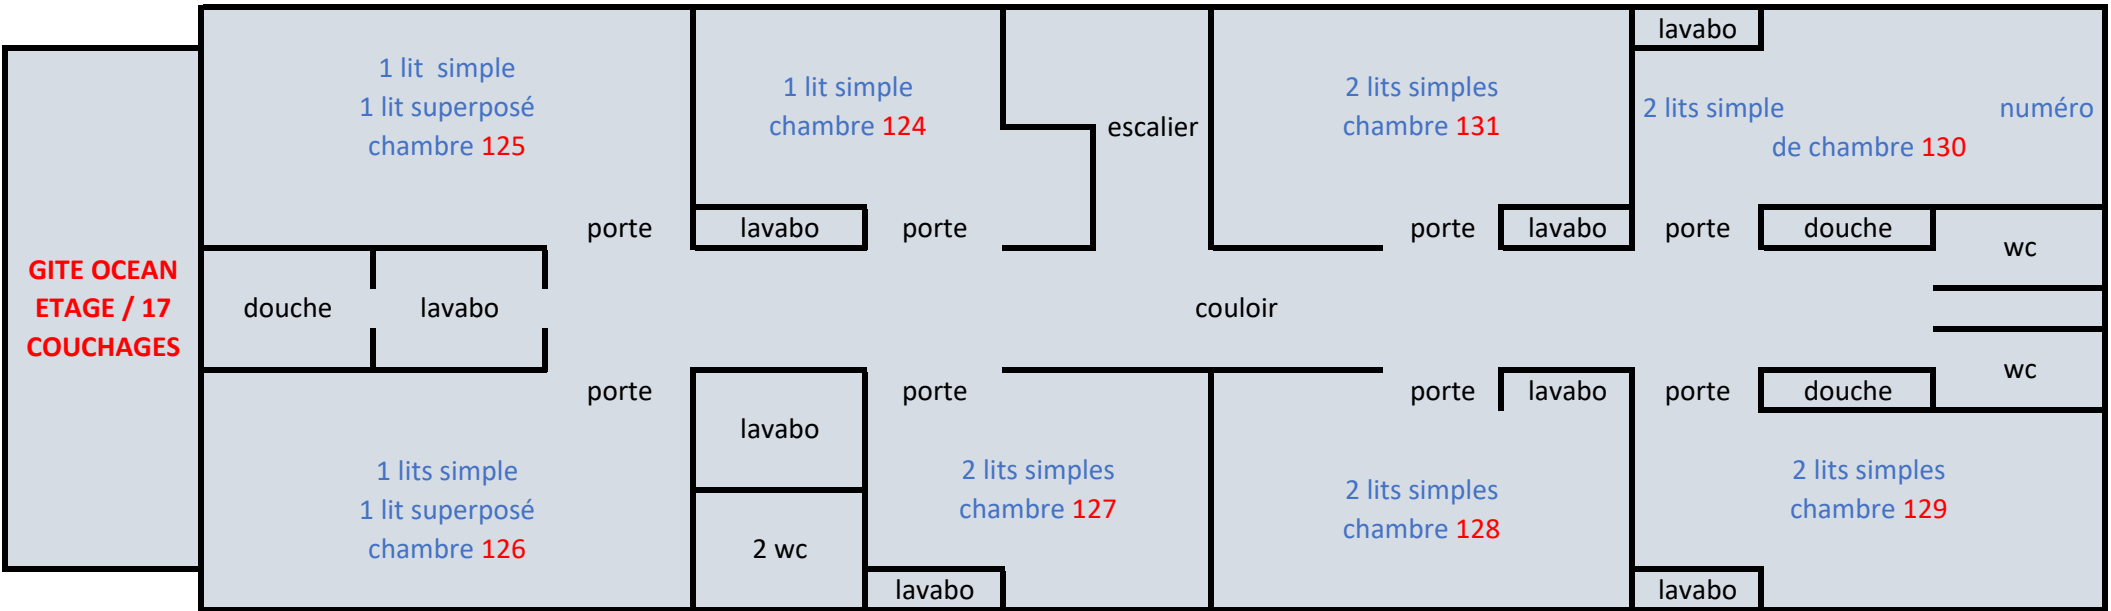 GITE OCEAN
ETAGE / 17
COUCHAGES
1 lit simple
1 lit superposé
chambre 125
1 lit simple
chambre 124
escalier
2 lits simples
chambre 131
lavabo
2 lits simple numéro
de chambre 130
porte
lavabo
porte
porte
lavabo
porte
douche
wc
douche
lavabo
couloir
porte
lavabo
porte
porte
lavabo
porte
douche
wc
1 lits simple
1 lit superposé
chambre 126
2 wc
2 lits simples
chambre 127
lavabo
2 lits simples
chambre 128
2 lits simples
chambre 129
lavabo